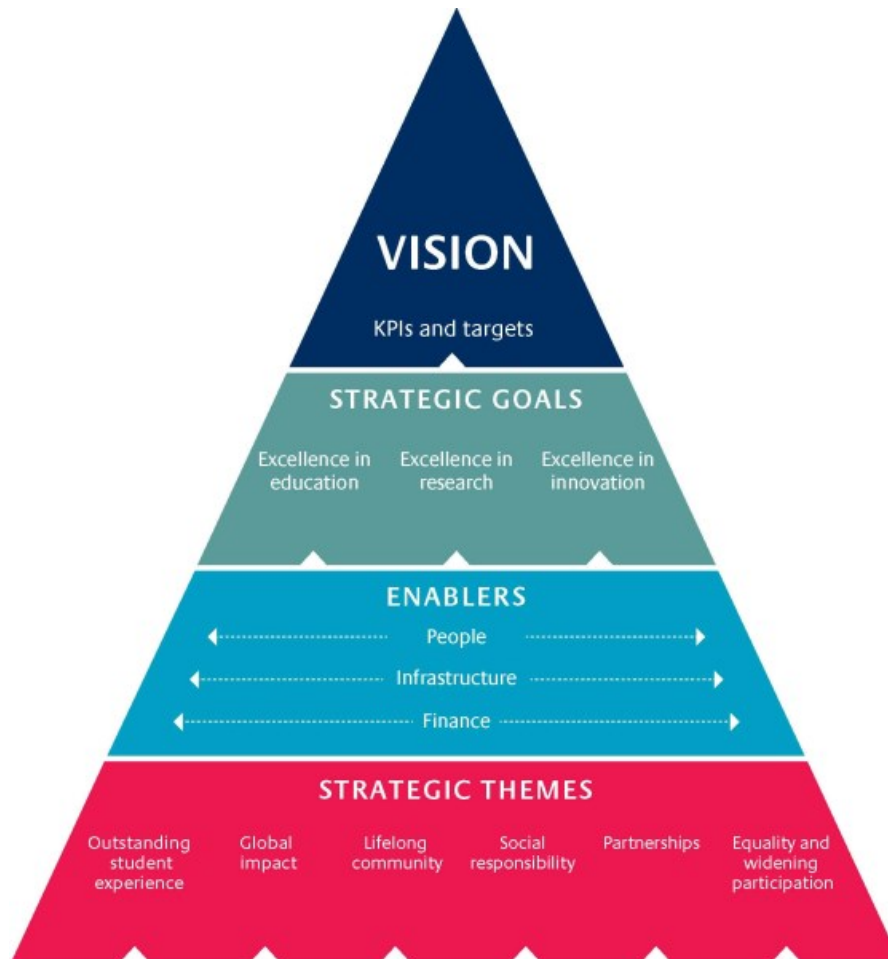 VISION
KPIs and targets
STRATEGIC GOALS
Excellence in
education
Excellence in
research
Excellence in
innovation
ENABLERS
People
Infrastructure
Finance
STRATEGIC THEMES
Outstanding
student
experience
Global
impact
Lifelong
community
Social
responsibility
Partnerships
Equality and
widening
participation